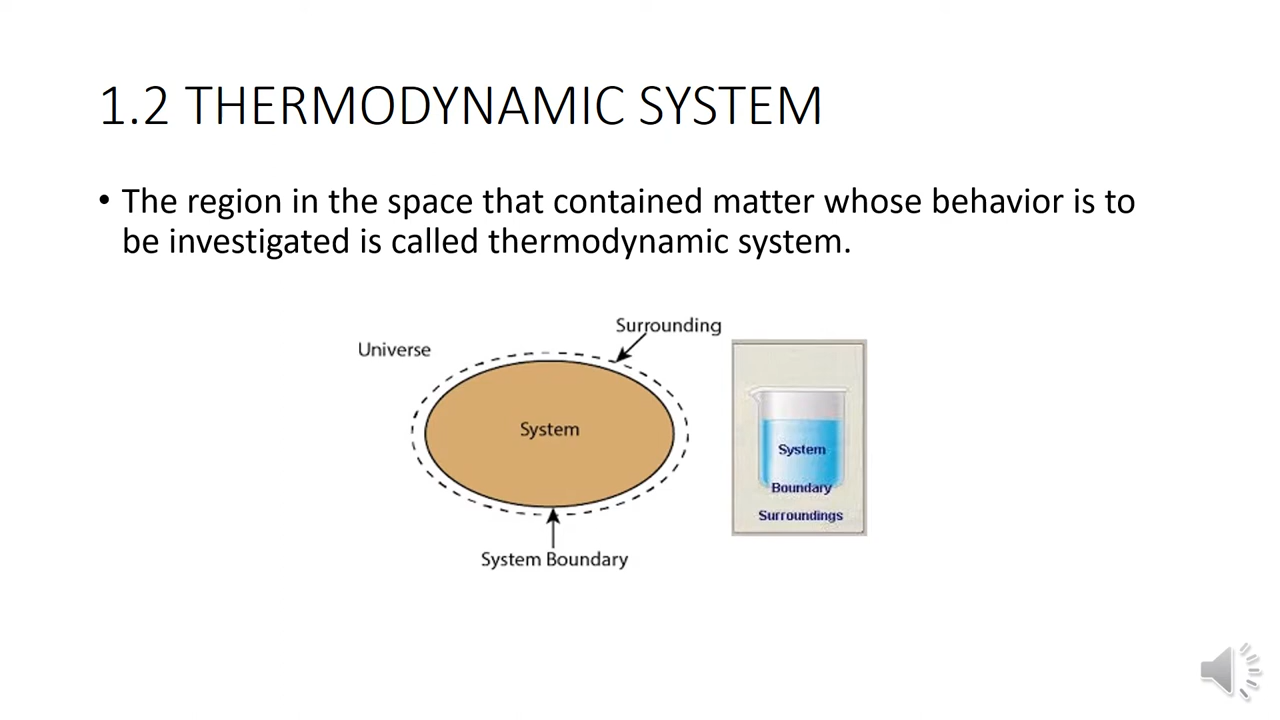 1.2 THERMODYNAMIC SYSTEM
• The region in the space that contained matter whose behavior is to
be investigated is called thermodynamic system.
Surrounding
Universe
System
System Boundary
System
Boundary
Surroundings